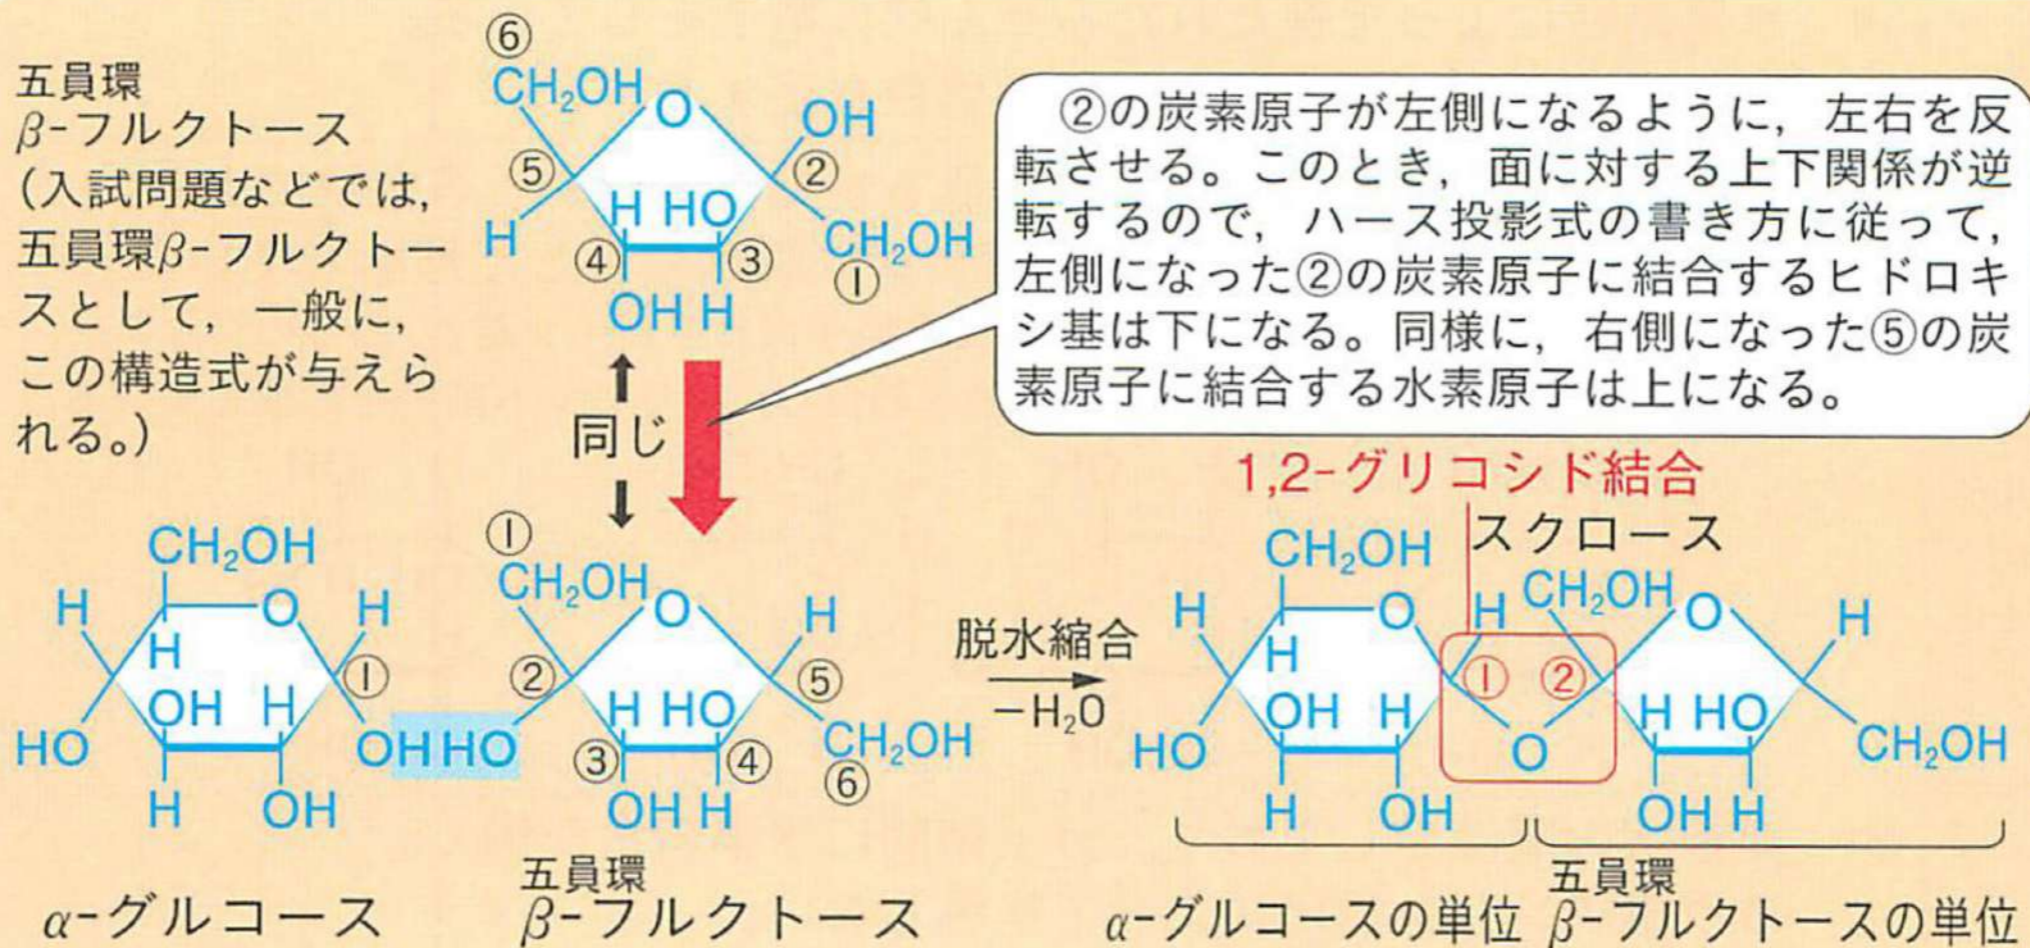 五員環
β-フルクトース
(入試問題などでは,
五員環β-フルクトー
スとして, 一般に,
この構造式が与えら
れる。)
⑥
CH₂OH O OH
⑤ ②
H H HO CH₂OH
④ ③ ①
OH H
②の炭素原子が左側になるように, 左右を反
転させる。このとき, 面に対する上下関係が逆
転するので, ハース投影式の書き方に従って,
左側になった②の炭素原子に結合するヒドロキ
シ基は下になる。同様に, 右側になった⑤の炭
素原子に結合する水素原子は上になる。
同じ
CH₂OH
H O H
H ①
OH H
HO OH
H OH
α-グルコース
①
CH₂OH O H
② ⑤
HO H HO CH₂OH
③ ④ ⑥
OH H
五員環
β-フルクトース
脱水縮合
−H₂O
1,2-グリコシド結合
スクロース
CH₂OH CH₂OH
H O H O H
H ① ②
OH H H HO
HO O CH₂OH
H OH OH H
α-グルコースの単位
五員環
β-フルクトースの単位